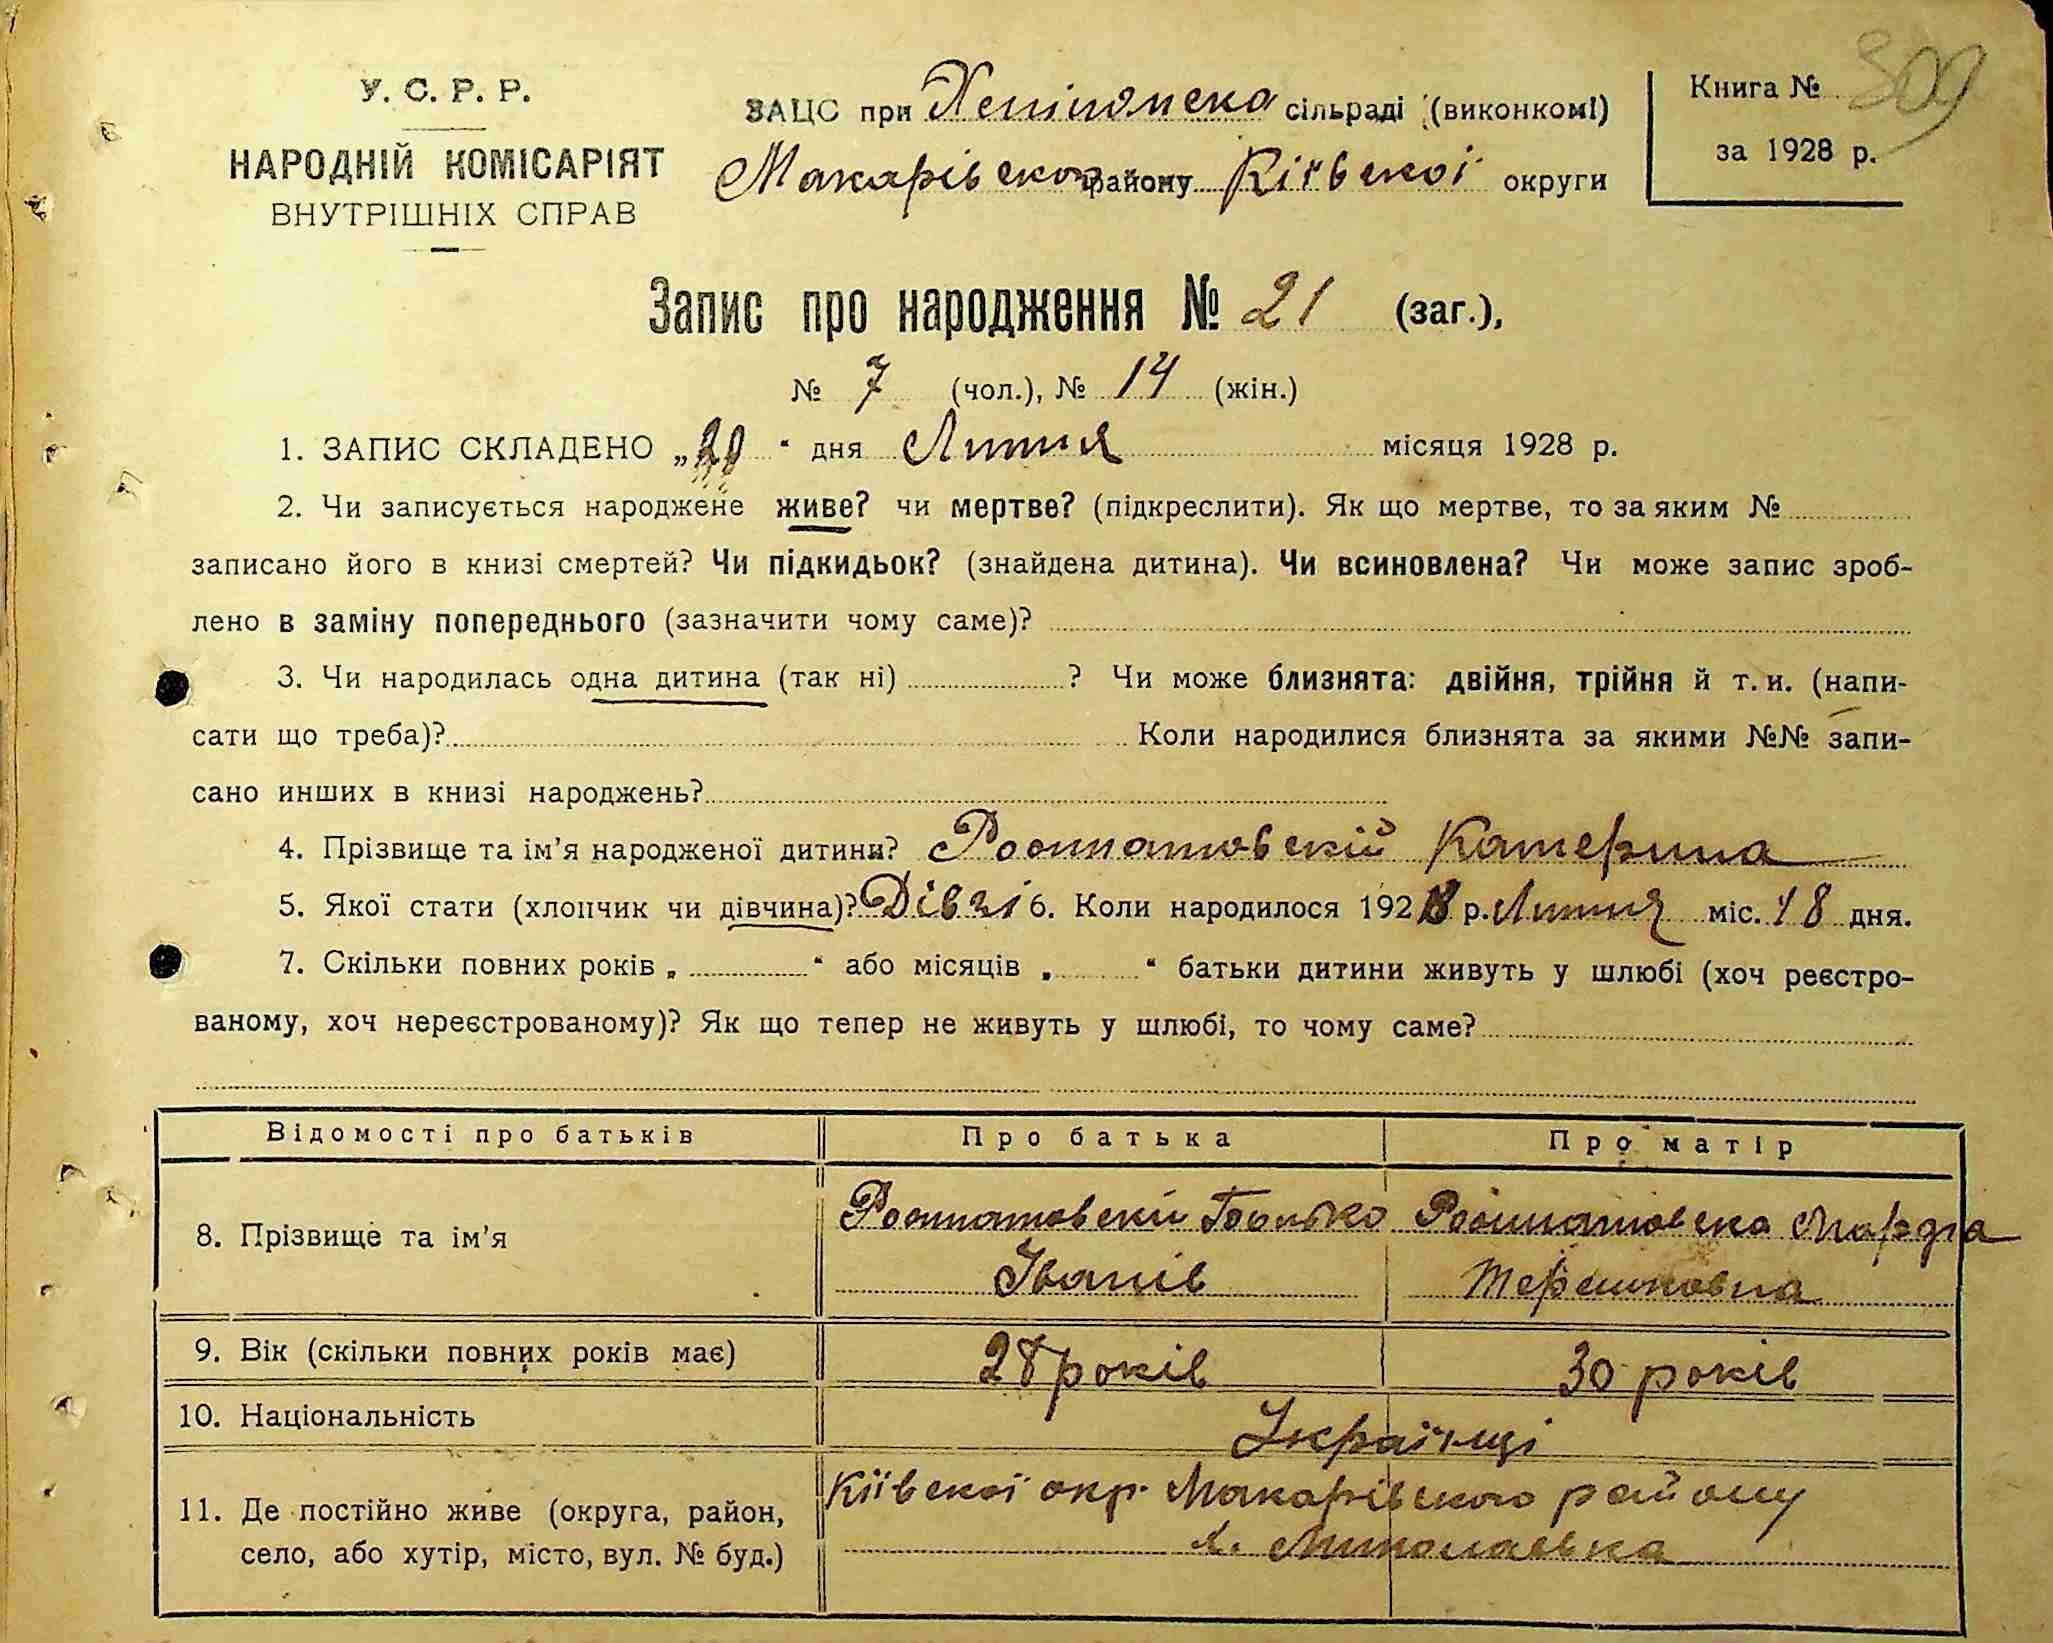 У. С. Р. Р.
НАРОДНІЙ КОМІСАРІЯТ
ВНУТРІШНІХ СПРАВ
ЗАЦС при сільраді (виконкомі)
Макарівского району Київскої округи
Книга № 309
за 1928 р.
Запис про народження № 21 (заг.),
№ 7 (чол.), № 14 (жін.)
1. ЗАПИС СКЛАДЕНО „20“ дня Липня місяця 1928 р.
2. Чи записується народжене живе? чи мертве? (підкреслити). Як що мертве, то за яким №
записано його в книзі смертей? Чи підкидьок? (знайдена дитина). Чи всиновлена? Чи може запис зроб-
лено в заміну попереднього (зазначити чому саме)?
3. Чи народилась одна дитина (так ні) ? Чи може близнята: двійня, трійня й т. и. (напи-
сати що треба)? Коли народилися близнята за якими №№ запи-
сано инших в книзі народжень?
4. Прізвище та ім'я народженої дитини? Катерина
5. Якої стати (хлопчик чи дівчина)? 6. Коли народилося 1928 р. Липня міс. 18 дня.
7. Скільки повних років „ “ або місяців „ “ батьки дитини живуть у шлюбі (хоч реєстро-
ваному, хоч нереєстрованому)? Як що тепер не живуть у шлюбі, то чому саме?
Відомості про батьків Про батька Про матір
8. Прізвище та ім'я
Іванів
9. Вік (скільки повних років має) 28 років 30 років
10. Національність Українці
11. Де постійно живе (округа, район,
село, або хутір, місто, вул. № буд.)
Київскої окр. Макарівського району
х. Миколаєвка